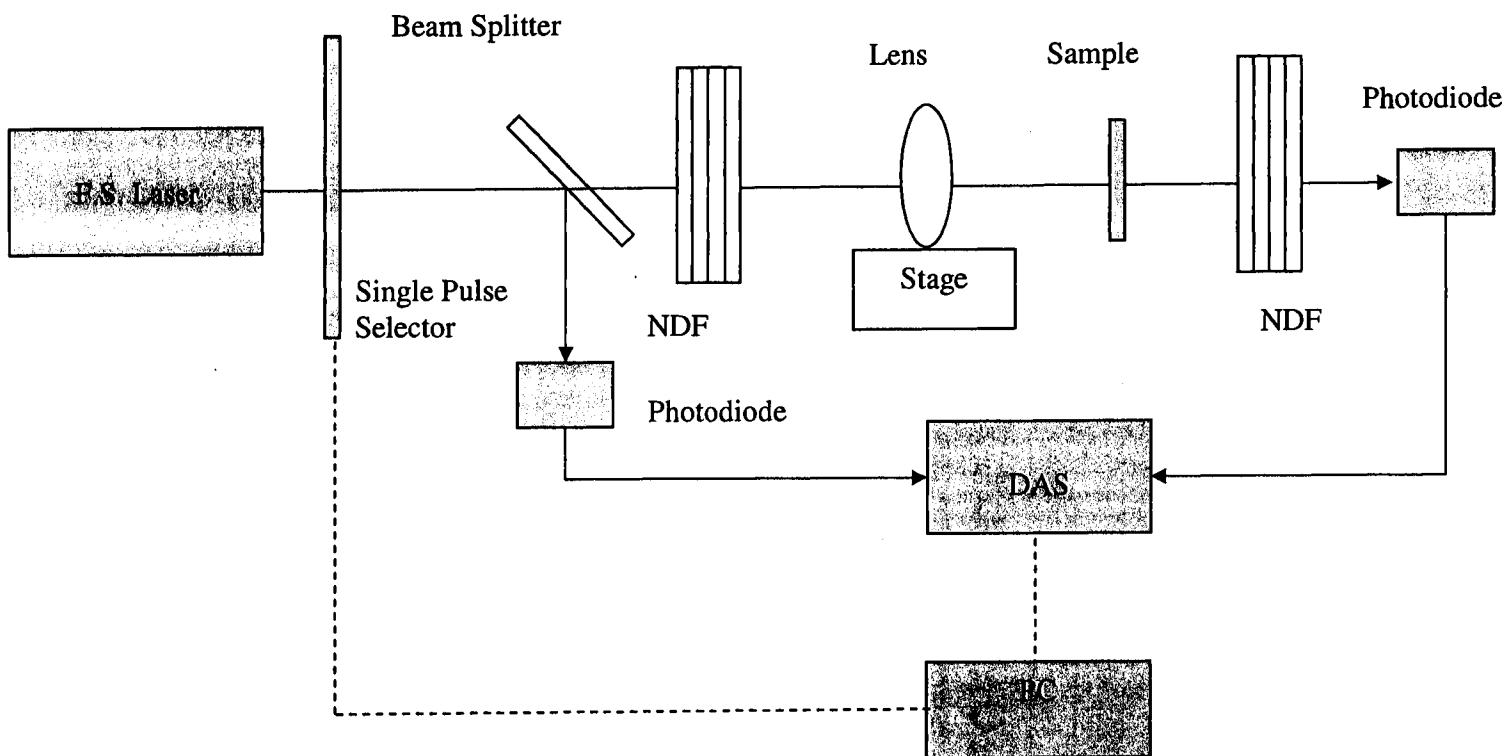 Beam Splitter
Lens
Sample
Photodiode
F.S. Laser
Single Pulse
Selector
NDF
Stage
NDF
Photodiode
DAS
PC